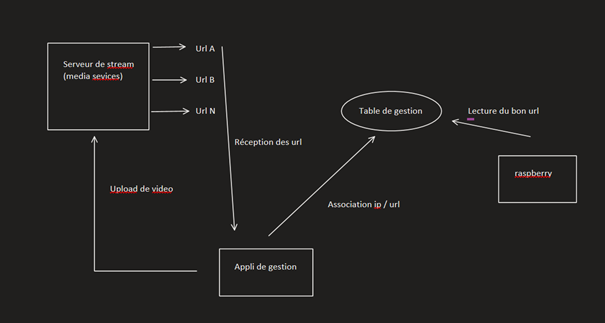 Serveur de stream
(media sevices)
Url A
Url B
Url N
Réception des url
Table de gestion
Lecture du bon url
raspberry
Upload de video
Association ip / url
Appli de gestion